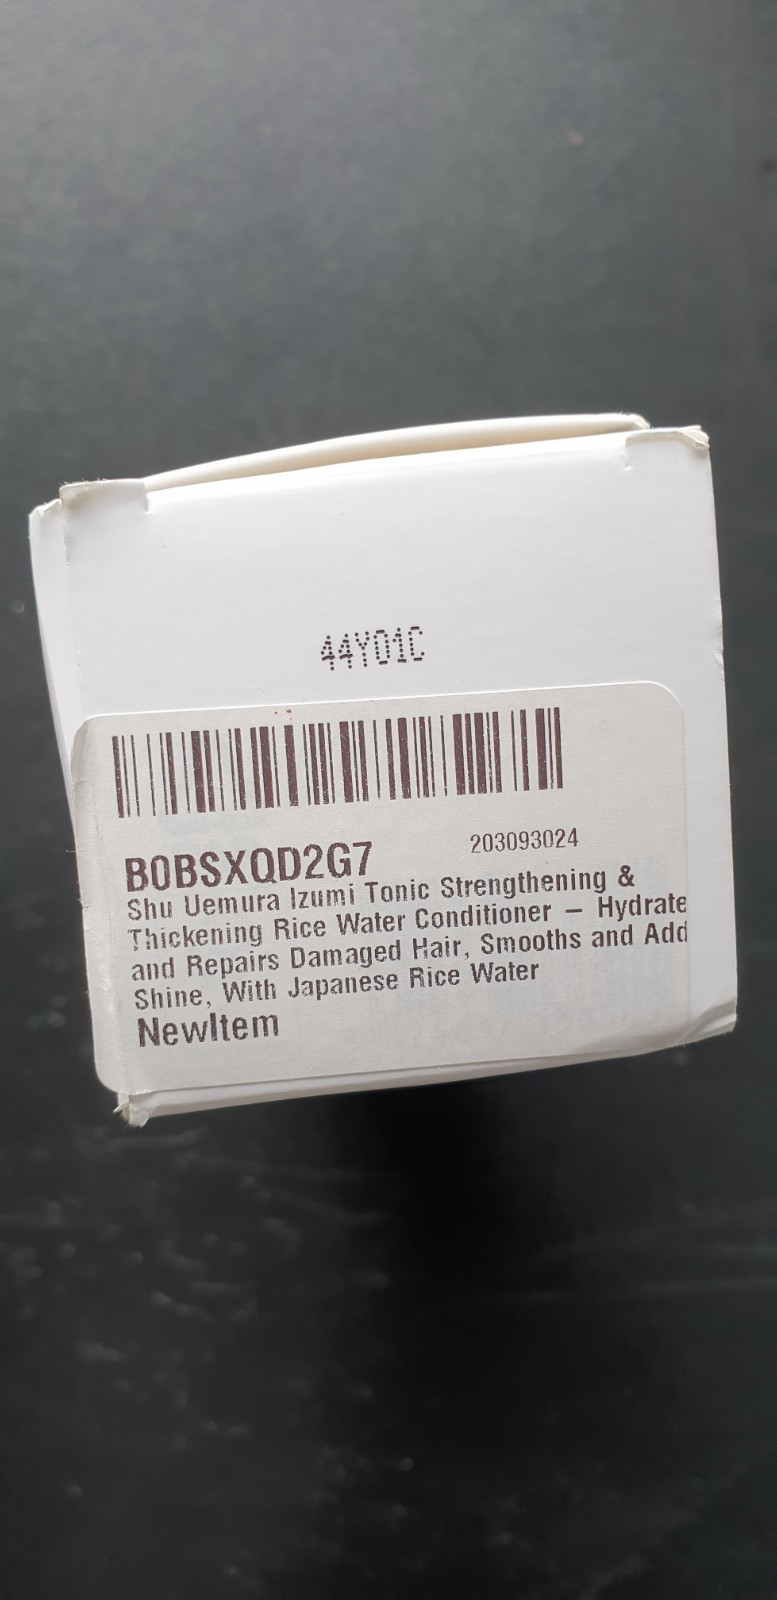 44Y01C
B0BSXQD2G7 203093024
Shu Uemura Izumi Tonic Strengthening &
Thickening Rice Water Conditioner – Hydrate
and Repairs Damaged Hair, Smooths and Add
Shine, With Japanese Rice Water
NewItem